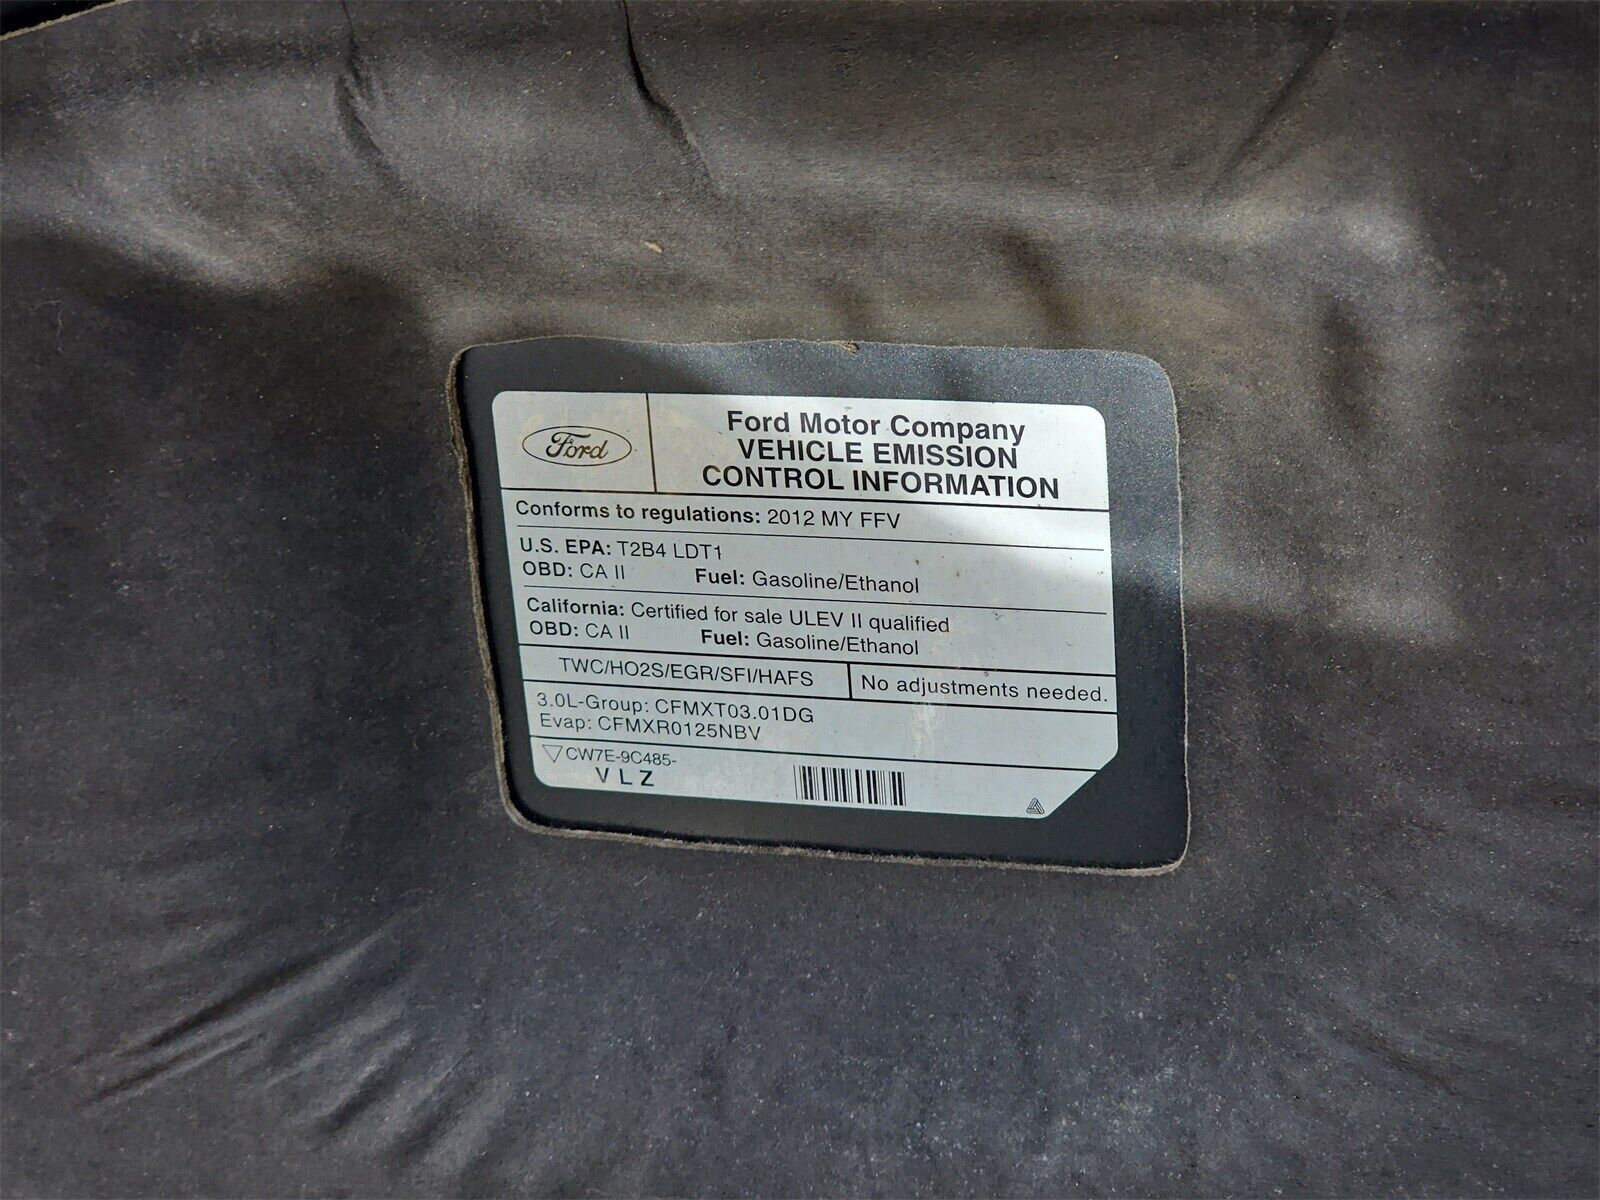 Ford
Ford Motor Company
VEHICLE EMISSION
CONTROL INFORMATION
Conforms to regulations: 2012 MY FFV
U.S. EPA: T2B4 LDT1
OBD: CA II Fuel: Gasoline/Ethanol
California: Certified for sale ULEV II qualified
OBD: CA II Fuel: Gasoline/Ethanol
TWC/HO2S/EGR/SFI/HAFS No adjustments needed.
3.0L-Group: CFMXT03.01DG
Evap: CFMXR0125NBV
CW7E-9C485-
V L Z